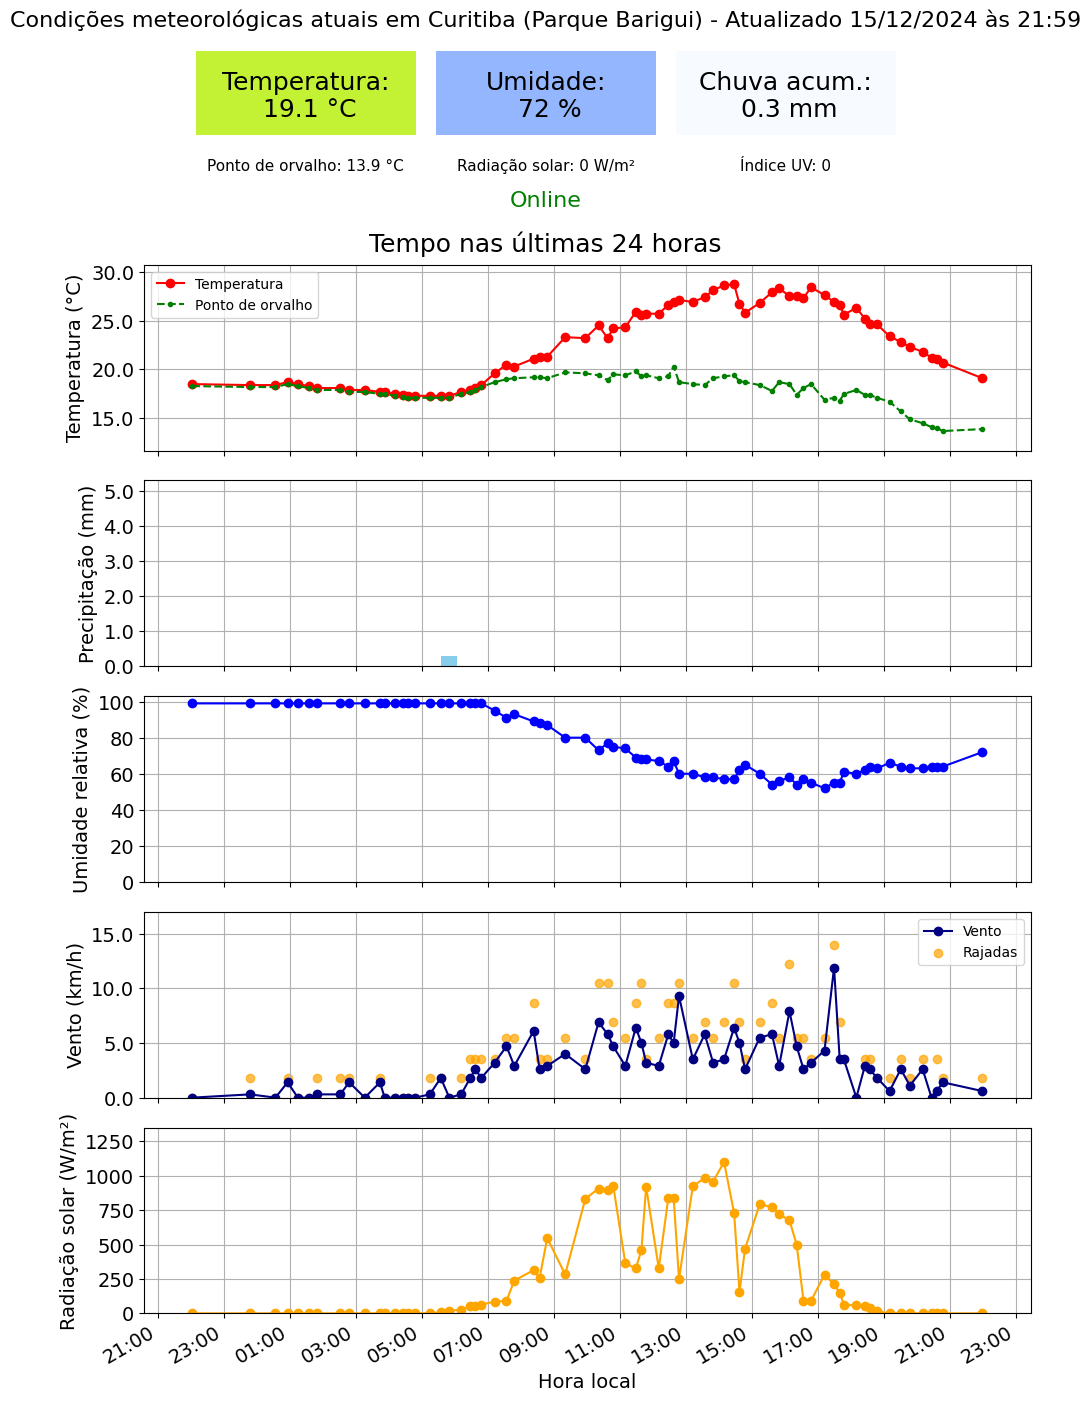 Condições meteorológicas atuais em Curitiba (Parque Barigui) - Atualizado 15/12/2024 às 21:59
Temperatura:
19.1 °C
Umidade:
72 %
Chuva acum.:
0.3 mm
Ponto de orvalho: 13.9 °C
Radiação solar: 0 W/m²
Índice UV: 0
Online
Tempo nas últimas 24 horas
Temperatura (°C)
30.0
25.0
20.0
15.0
Temperatura
Ponto de orvalho
Precipitação (mm)
5.0
4.0
3.0
2.0
1.0
0.0
Umidade relativa (%)
100
80
60
40
20
0
Vento (km/h)
15.0
10.0
5.0
0.0
Vento
Rajadas
Radiação solar (W/m²)
1250
1000
750
500
250
0
21:00
23:00
01:00
03:00
05:00
07:00
09:00
11:00
13:00
15:00
17:00
19:00
21:00
23:00
Hora local